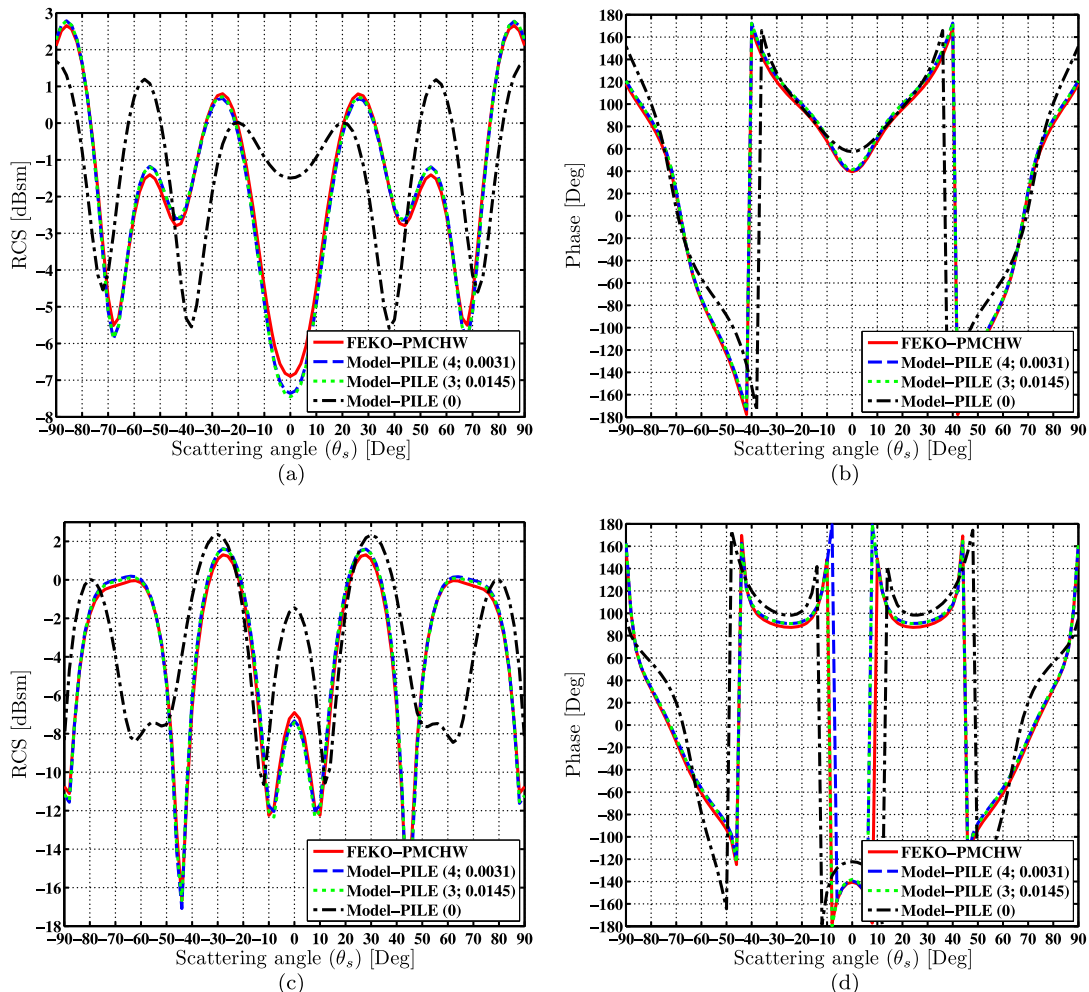 3
2
1
0
−1
−2
−3
−4
−5
−6
−7
−8
RCS [dBsm]
FEKO−PMCHW
Model−PILE (4; 0.0031)
Model−PILE (3; 0.0145)
Model−PILE (0)
−90−80−70−60−50−40−30−20−10 0 10 20 30 40 50 60 70 80 90
Scattering angle (θs) [Deg]
(a)
180
160
140
120
100
80
60
40
20
0
−20
−40
−60
−80
−100
−120
−140
−160
−180
Phase [Deg]
FEKO−PMCHW
Model−PILE (4; 0.0031)
Model−PILE (3; 0.0145)
Model−PILE (0)
−90−80−70−60−50−40−30−20−10 0 10 20 30 40 50 60 70 80 90
Scattering angle (θs) [Deg]
(b)
2
0
−2
−4
−6
−8
−10
−12
−14
−16
−18
RCS [dBsm]
FEKO−PMCHW
Model−PILE (4; 0.0031)
Model−PILE (3; 0.0145)
Model−PILE (0)
−90−80−70−60−50−40−30−20−10 0 10 20 30 40 50 60 70 80 90
Scattering angle (θs) [Deg]
(c)
180
160
140
120
100
80
60
40
20
0
−20
−40
−60
−80
−100
−120
−140
−160
−180
Phase [Deg]
FEKO−PMCHW
Model−PILE (4; 0.0031)
Model−PILE (3; 0.0145)
Model−PILE (0)
−90−80−70−60−50−40−30−20−10 0 10 20 30 40 50 60 70 80 90
Scattering angle (θs) [Deg]
(d)